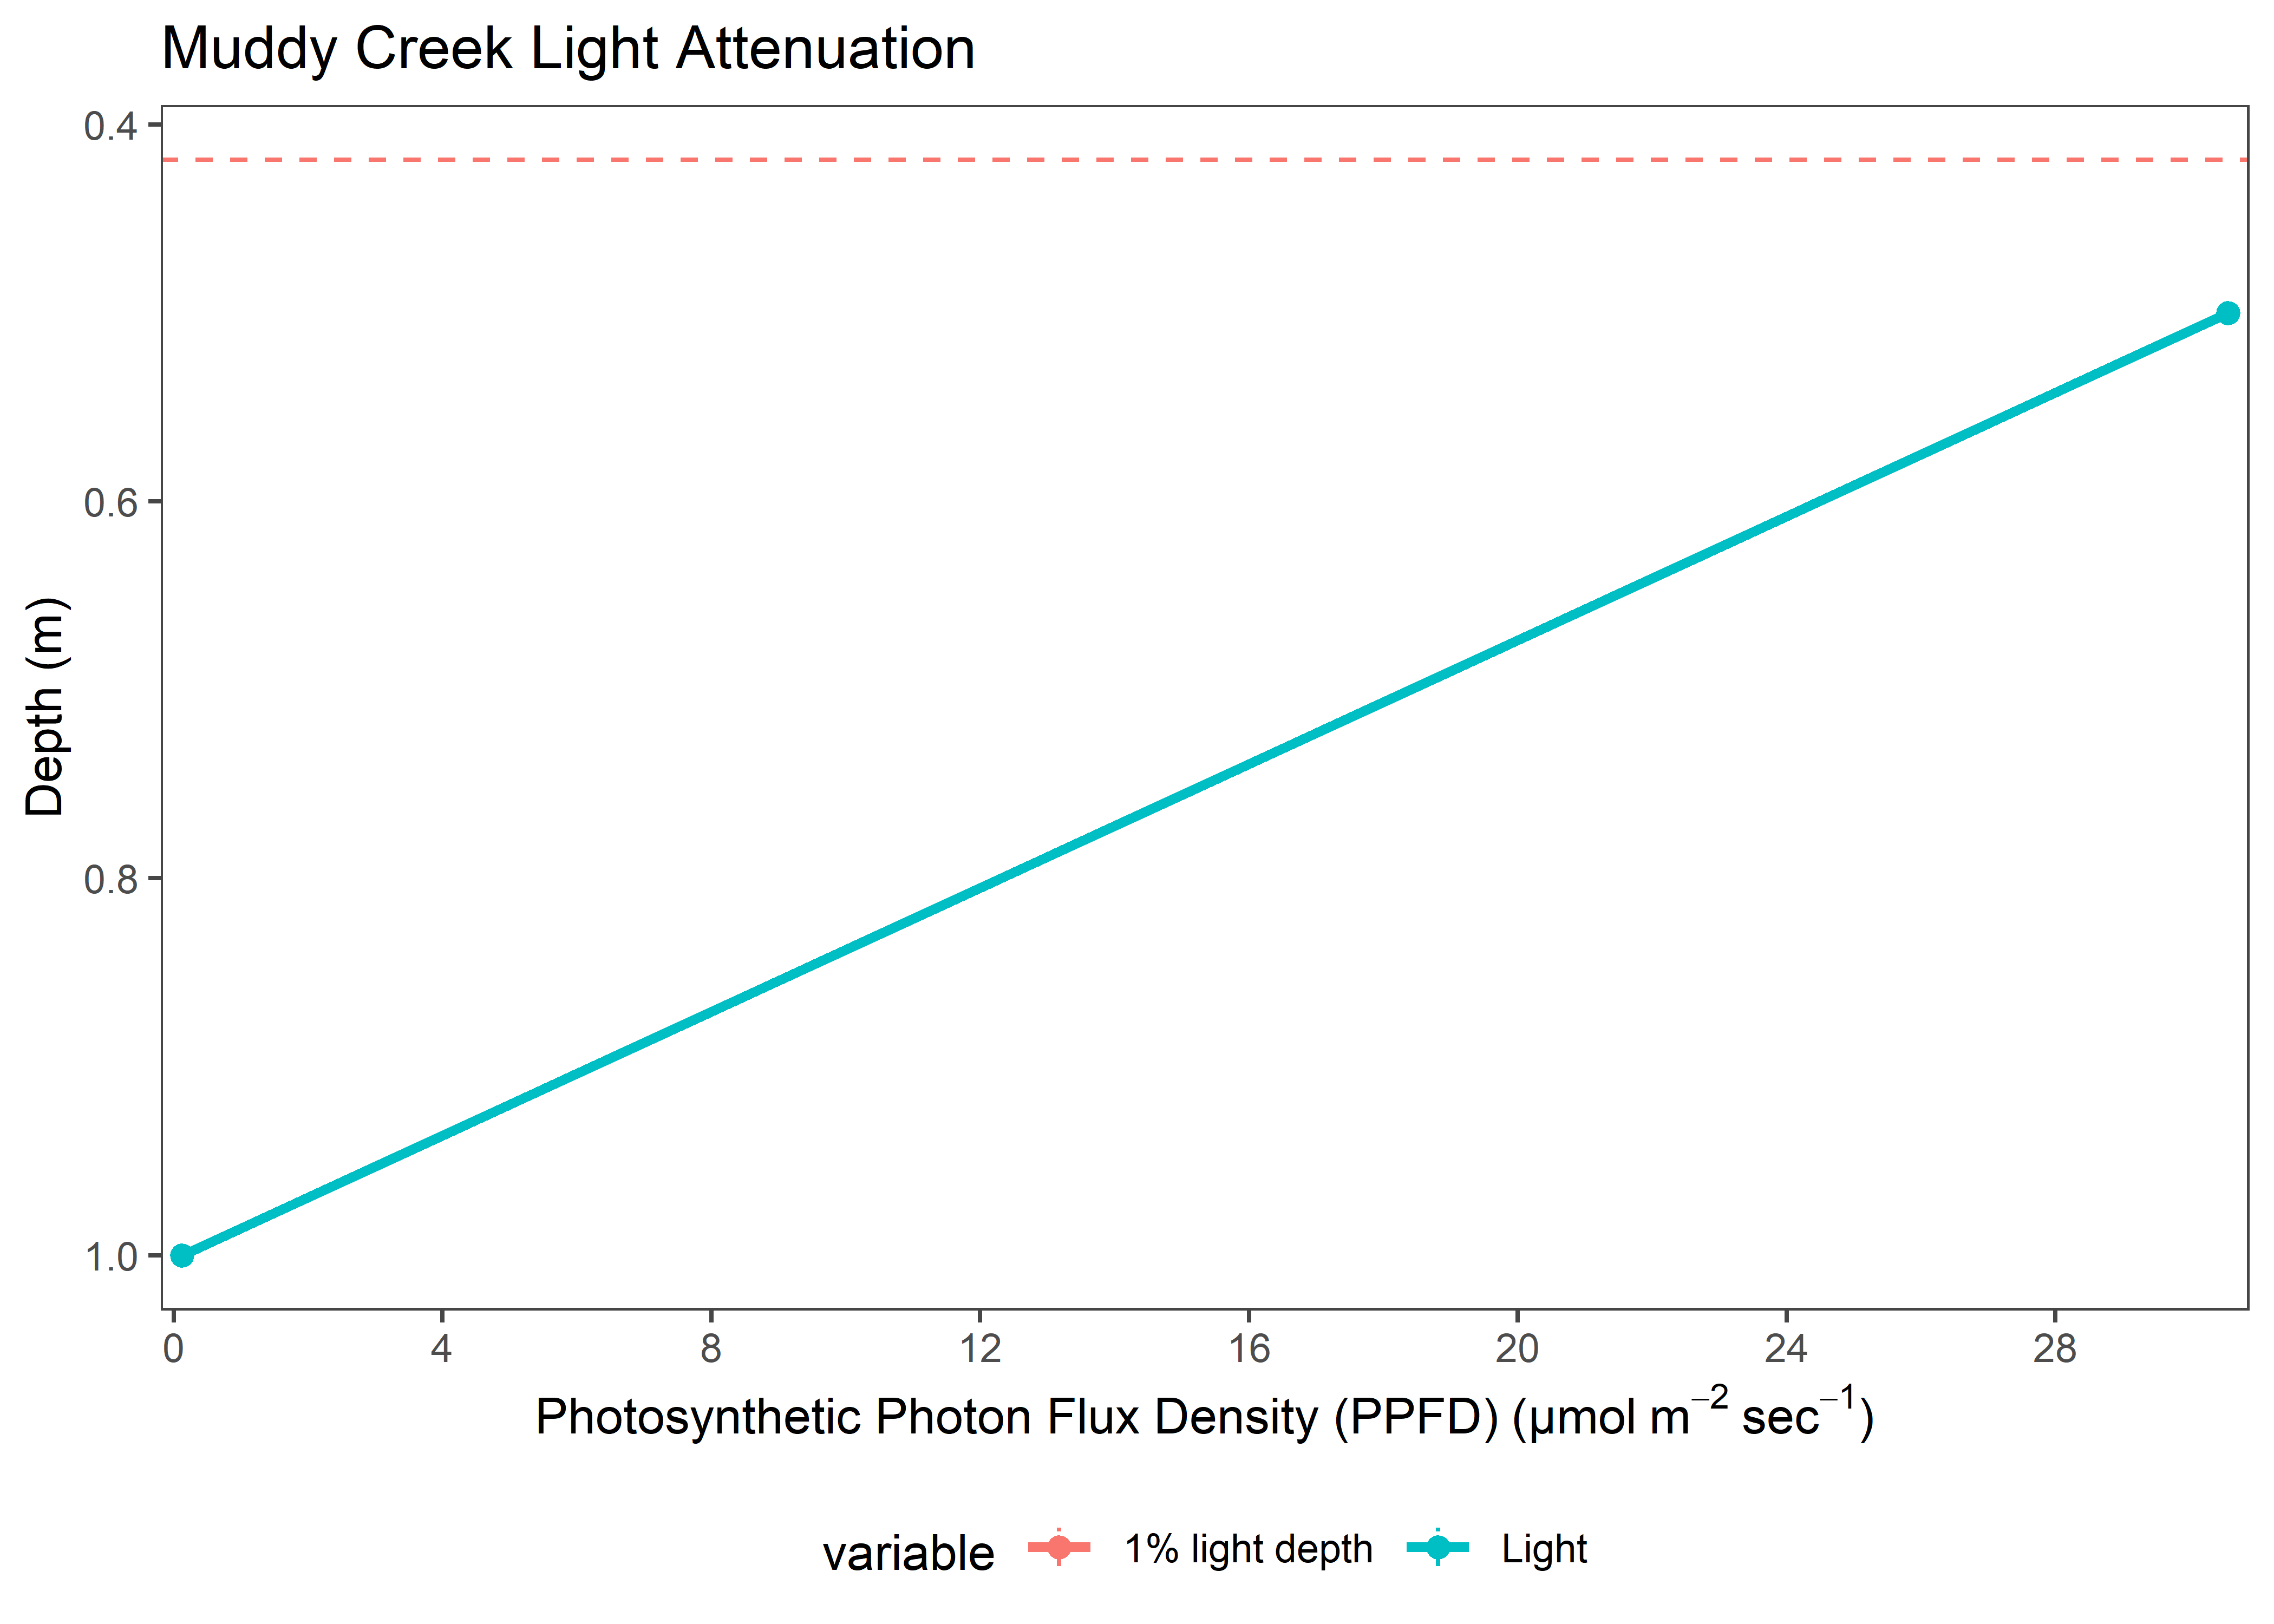 Muddy Creek Light Attenuation
0.4
0.6
0.8
1.0
Depth (m)
0 4 8 12 16 20 24 28
Photosynthetic Photon Flux Density (PPFD) (µmol m⁻² sec⁻¹)
variable 1% light depth Light